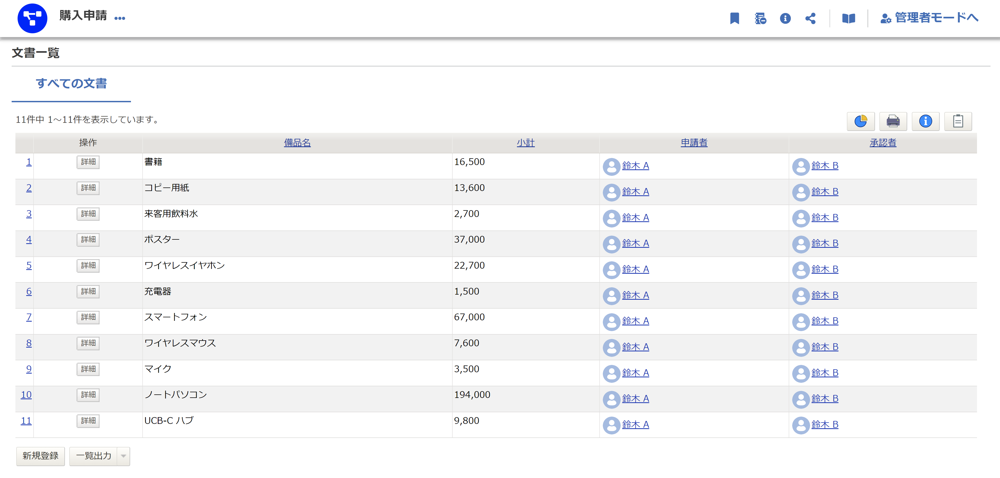 購入申請
管理者モードへ
文書一覧
すべての文書
11件中 1～11件を表示しています。
操作 備品名 小計 申請者 承認者
1 詳細 書籍 16,500 鈴木 A 鈴木 B
2 詳細 コピー用紙 13,600 鈴木 A 鈴木 B
3 詳細 来客用飲料水 2,700 鈴木 A 鈴木 B
4 詳細 ポスター 37,000 鈴木 A 鈴木 B
5 詳細 ワイヤレスイヤホン 22,700 鈴木 A 鈴木 B
6 詳細 充電器 1,500 鈴木 A 鈴木 B
7 詳細 スマートフォン 67,000 鈴木 A 鈴木 B
8 詳細 ワイヤレスマウス 7,600 鈴木 A 鈴木 B
9 詳細 マイク 3,500 鈴木 A 鈴木 B
10 詳細 ノートパソコン 194,000 鈴木 A 鈴木 B
11 詳細 UCB-C ハブ 9,800 鈴木 A 鈴木 B
新規登録 一覧出力